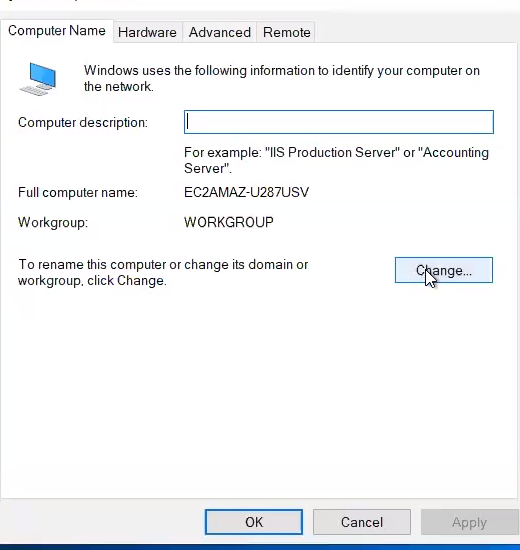 Computer Name
Hardware
Advanced
Remote
Windows uses the following information to identify your computer on
the network.
Computer description:
For example: "IIS Production Server" or "Accounting
Server".
Full computer name:
EC2AMAZ-U287USV
Workgroup:
WORKGROUP
To rename this computer or change its domain or
workgroup, click Change.
Change...
OK
Cancel
Apply